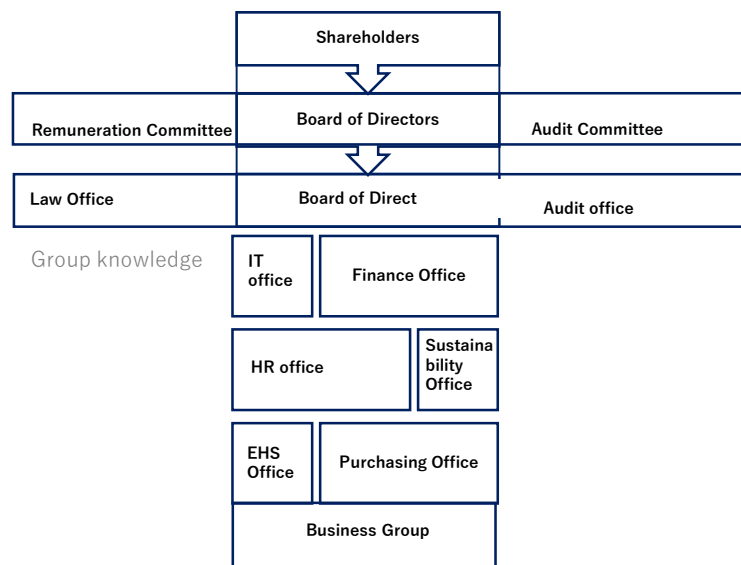 Shareholders
Remuneration Committee
Board of Directors
Audit Committee
Law Office
Board of Direct
Audit office
Group knowledge
IT
office
Finance Office
HR office
Sustaina
bility
Office
EHS
Office
Purchasing Office
Business Group